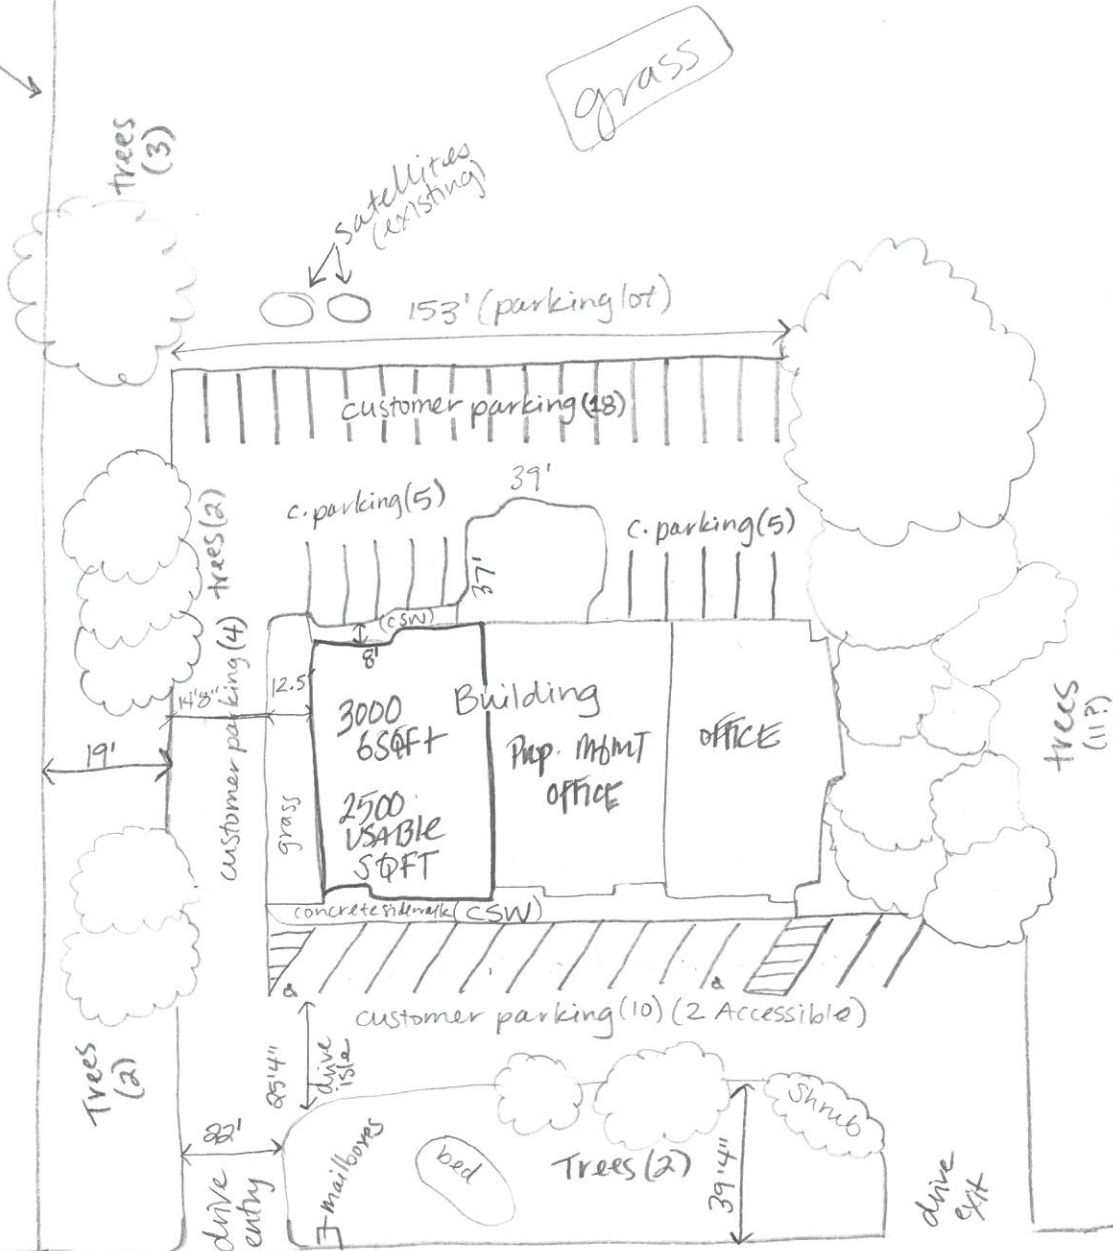 grass
trees
(3)
satellites
(existing)
153' (parking lot)
customer parking (18)
39'
c. parking (5)
c. parking (5)
trees (2)
37'
(CSW)
8'
customer parking (4)
14'8"
12.5'
Building
3000
GSQFt
2500
USABLE
SQFT
Prop. MGMT
OFFICE
OFFICE
19'
grass
trees
(11?)
concrete sidewalk (CSW)
customer parking (10) (2 Accessible)
25'4"
drive
isle
Trees
(2)
22'
drive
entry
mailboxes
bed
Trees (2)
Shrub
39'4"
drive
exit